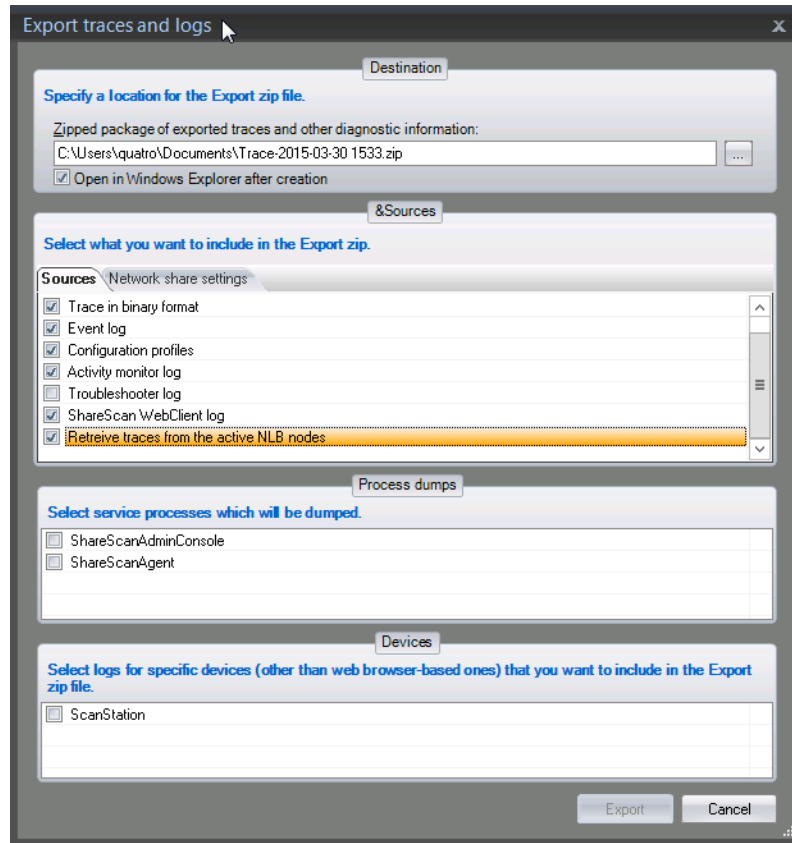 Export traces and logs
x
Destination
Specify a location for the Export zip file.
Zipped package of exported traces and other diagnostic information:
C:\Users\quatro\Documents\Trace-2015-03-30 1533.zip
...
Open in Windows Explorer after creation
&Sources
Select what you want to include in the Export zip.
Sources Network share settings
Trace in binary format
Event log
Configuration profiles
Activity monitor log
Troubleshooter log
ShareScan WebClient log
Retreive traces from the active NLB nodes
Process dumps
Select service processes which will be dumped.
ShareScanAdminConsole
ShareScanAgent
Devices
Select logs for specific devices (other than web browser-based ones) that you want to include in the Export
zip file.
ScanStation
Export Cancel